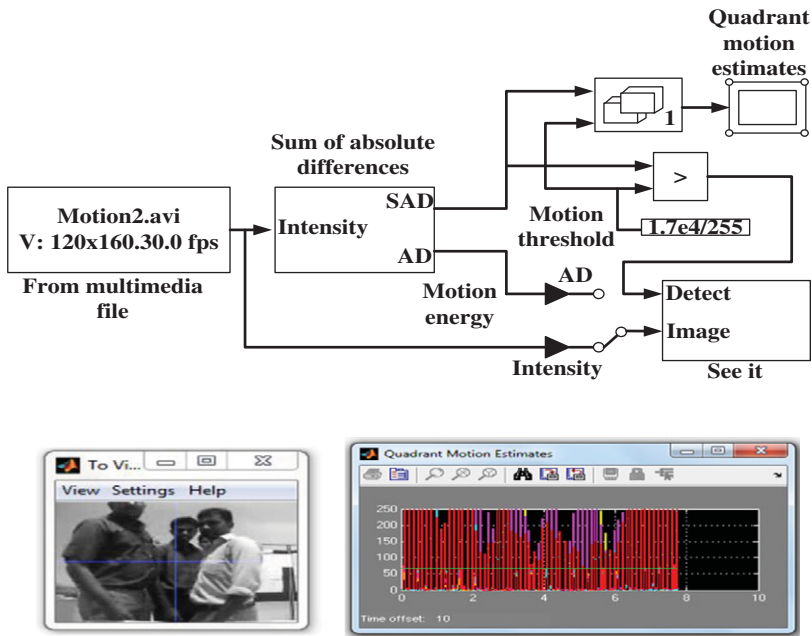 Quadrant
motion
estimates
1
Sum of absolute
differences
SAD
Intensity
AD
Motion2.avi
V: 120x160.30.0 fps
From multimedia
file
>
Motion
threshold
1.7e4/255
Motion
energy
AD
Intensity
Detect
Image
See it
To Vi...
View Settings Help
Quadrant Motion Estimates
250
200
150
100
50
0
0 2 4 6 8 10
Time offset: 10